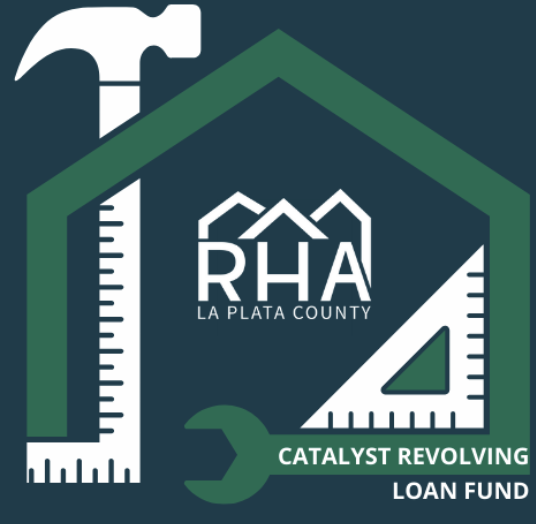 RHA
LA PLATA COUNTY
CATALYST REVOLVING
LOAN FUND